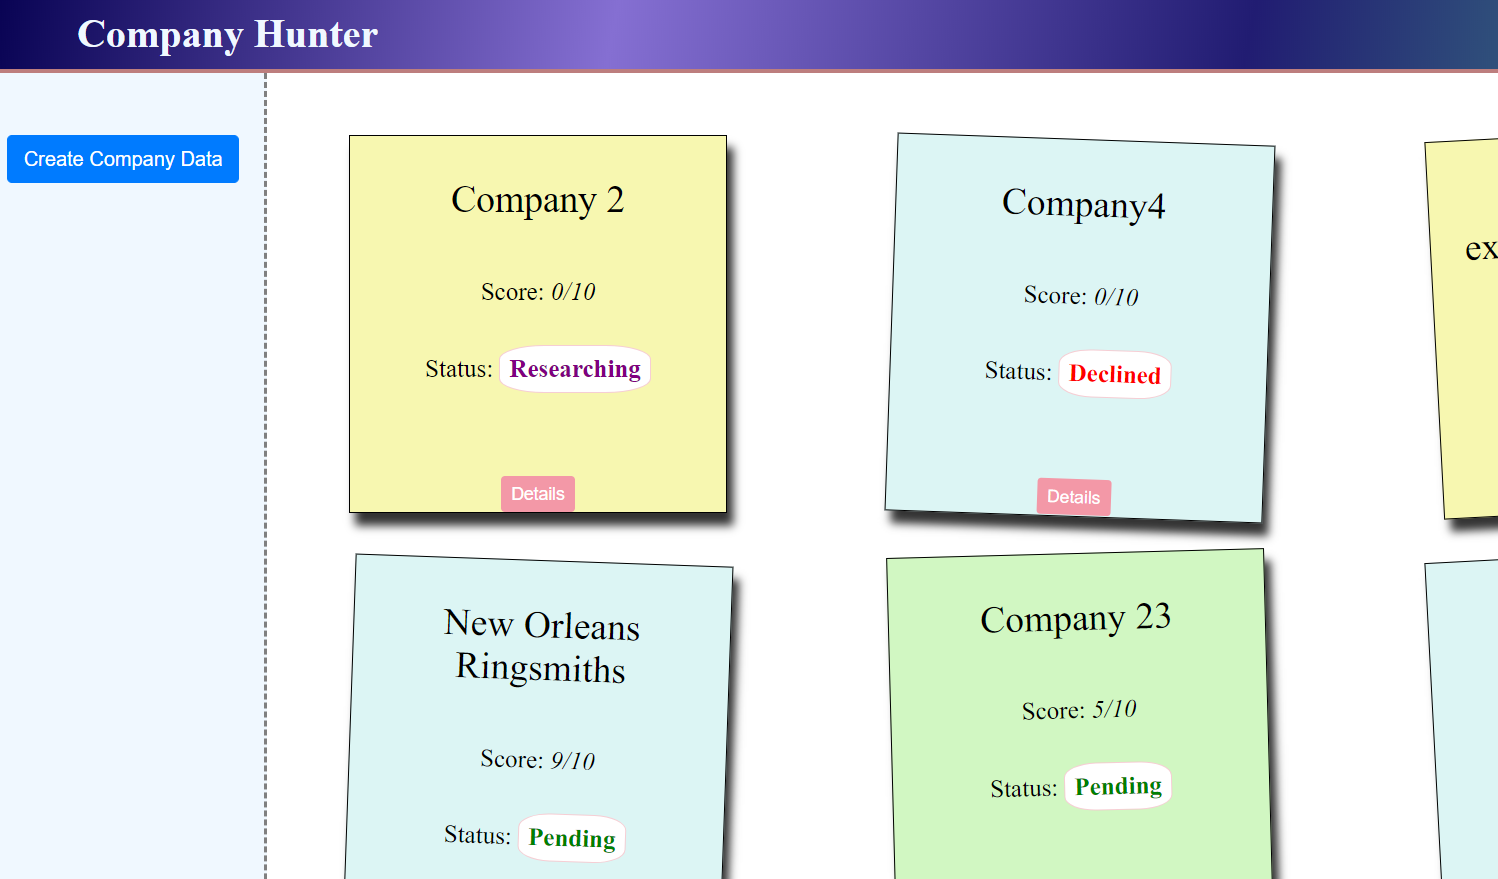 Company Hunter
Create Company Data
Company 2
Score: 0/10
Status: Researching
Details
Company4
Score: 0/10
Status: Declined
Details
ex
New Orleans
Ringsmiths
Score: 9/10
Status: Pending
Company 23
Score: 5/10
Status: Pending